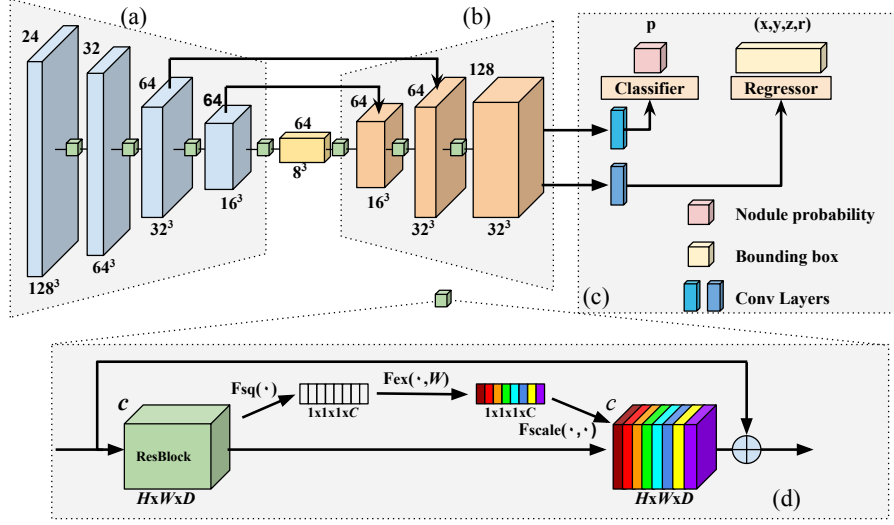 (a)
(b)
p
(x,y,z,r)
24
32
64
64
64
64
64
128
Classifier
Regressor
128³
64³
32³
16³
8³
16³
32³
32³
Nodule probability
Bounding box
(c)
Conv Layers
c
Fsq(·)
Fex(·,W)
1x1x1xC
1x1x1xC
c
Fscale(·,·)
ResBlock
HxWxD
HxWxD
(d)